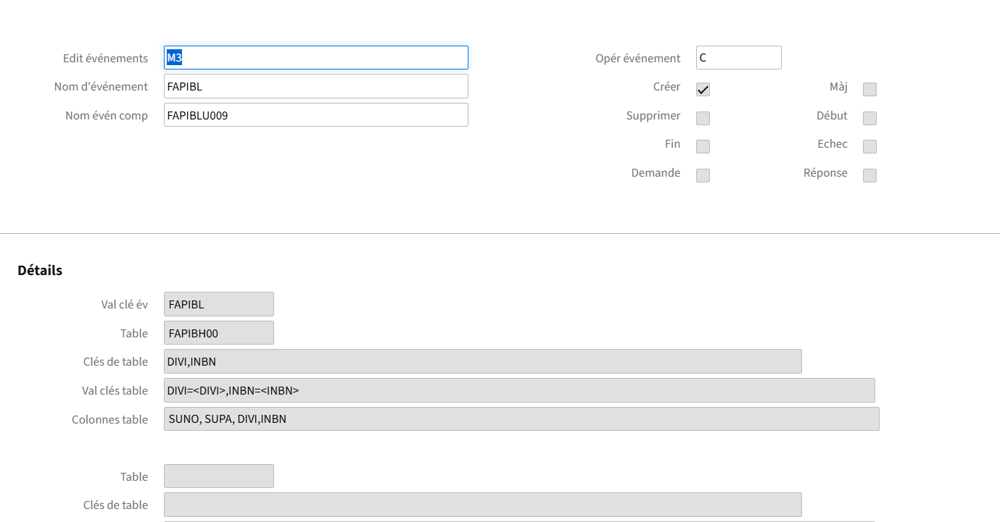 Edit événements M3 Opér événement C
Nom d'événement FAPIBL Créer Màj
Nom évén comp FAPIBLU009 Supprimer Début
Fin Echec
Demande Réponse
Détails
Val clé év FAPIBL
Table FAPIBH00
Clés de table DIVI,INBN
Val clés table DIVI=<DIVI>,INBN=<INBN>
Colonnes table SUNO, SUPA, DIVI,INBN
Table
Clés de table